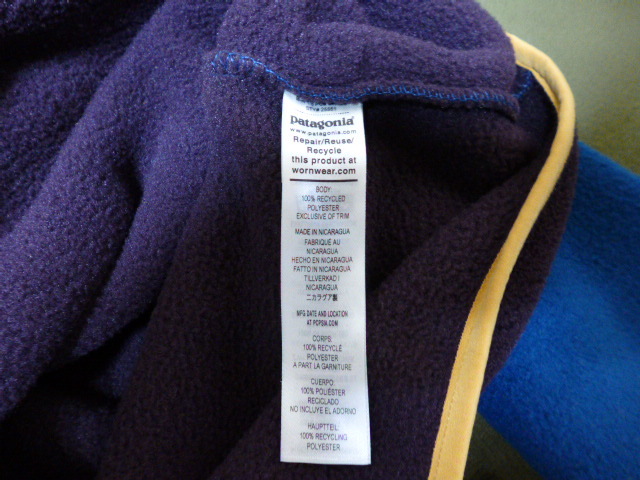 patagonia
www.patagonia.com
Repair/Reuse/
Recycle
this product at
wornwear.com
BODY:
100% RECYCLED
POLYESTER
EXCLUSIVE OF TRIM
MADE IN NICARAGUA
FABRIQUÉ AU
NICARAGUA
HECHO EN NICARAGUA
FATTO IN NICARAGUA
TILLVERKAD I
NICARAGUA
ニカラグア製
MFG DATE AND LOCATION
AT PCPSIA.COM
CORPS:
100% RECYCLÉ
POLYESTER
A PART LA GARNITURE
CUERPO:
100% POLIÉSTER
RECICLADO
NO INCLUYE EL ADORNO
HAUPTTEIL:
100% RECYCLING
POLYESTER